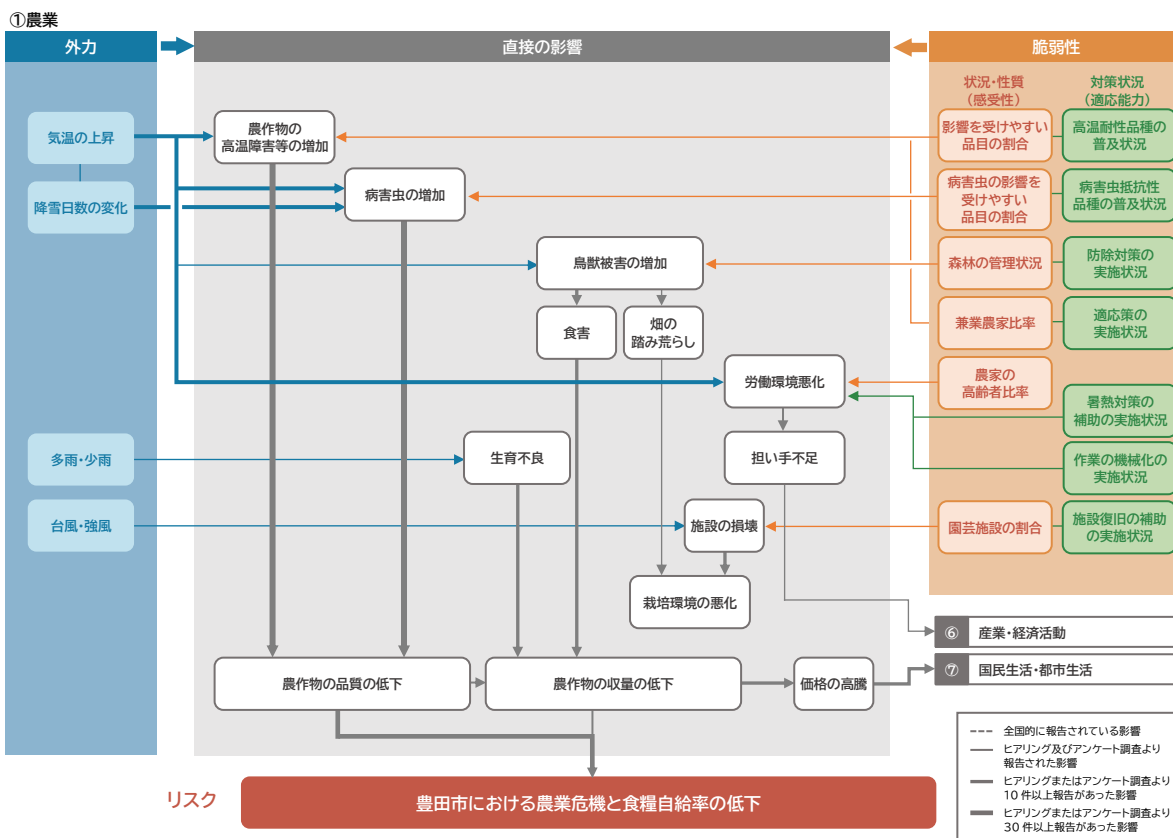 ①農業
外力
直接の影響
脆弱性
状況・性質
（感受性）
対策状況
（適応能力）
気温の上昇
降雪日数の変化
多雨・少雨
台風・強風
農作物の
高温障害等の増加
病害虫の増加
鳥獣被害の増加
食害
畑の
踏み荒らし
労働環境悪化
生育不良
担い手不足
施設の損壊
栽培環境の悪化
農作物の品質の低下
農作物の収量の低下
価格の高騰
影響を受けやすい
品目の割合
高温耐性品種の
普及状況
病害虫の影響を
受けやすい
品目の割合
病害虫抵抗性
品種の普及状況
森林の管理状況
防除対策の
実施状況
兼業農家比率
適応策の
実施状況
農家の
高齢者比率
暑熱対策の
補助の実施状況
作業の機械化の
実施状況
園芸施設の割合
施設復旧の補助
の実施状況
⑥ 産業・経済活動
⑦ 国民生活・都市生活
全国的に報告されている影響
ヒアリング及びアンケート調査より
報告された影響
ヒアリングまたはアンケート調査より
10 件以上報告があった影響
ヒアリングまたはアンケート調査より
30 件以上報告があった影響
リスク
豊田市における農業危機と食糧自給率の低下